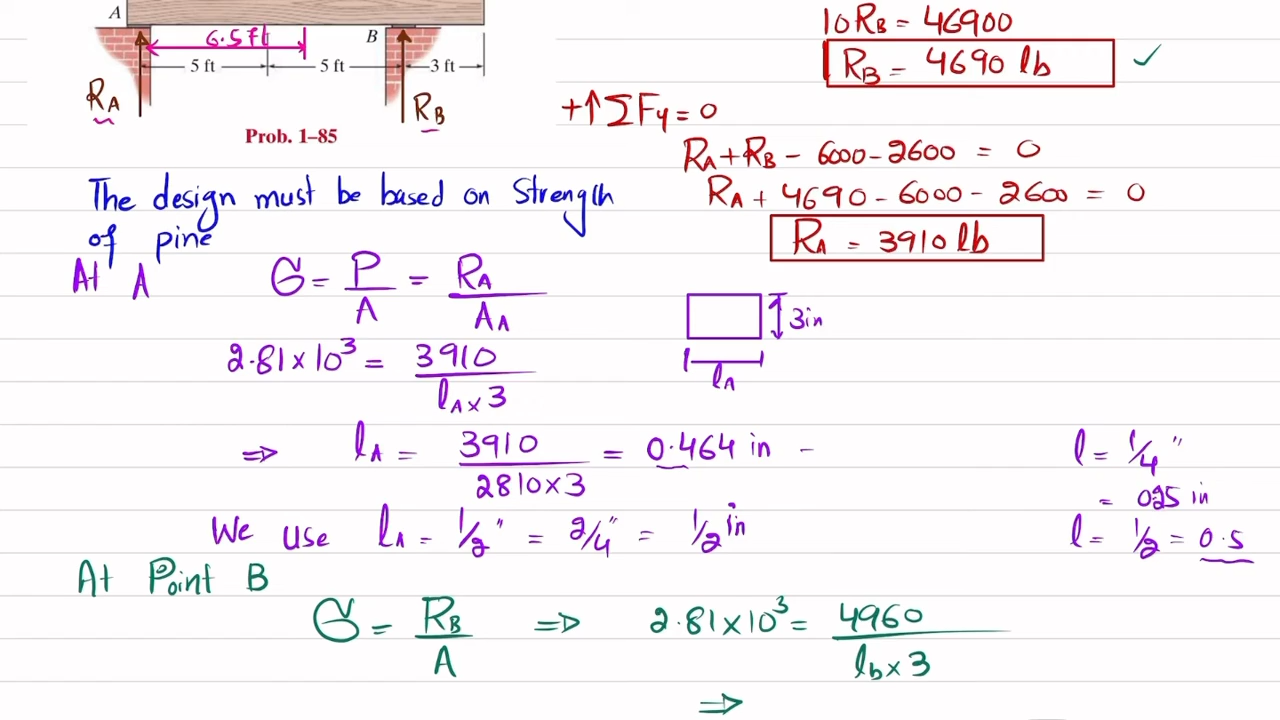 A
6.5ft
B
5 ft
5 ft
3 ft
RA
RB
Prob. 1–85
10RB = 46900
RB = 4690 lb ✓
+↑ ΣFy = 0
RA + RB - 6000 - 2600 = 0
RA + 4690 - 6000 - 2600 = 0
RA = 3910 lb
The design must be based on Strength
of pine
At A
σ = P/A = RA/AA
3in
lA
2.81 × 10³ = 3910/(lA × 3)
⇒ lA = 3910/(2810 × 3) = 0.464 in -
l = 1/4"
= 0.25 in
We use lA = 1/2" = 2/4" = 1/2 in
l = 1/2 = 0.5
At Point B
σ = RB/A ⇒ 2.81 × 10³ = 4960/(lb × 3)
⇒